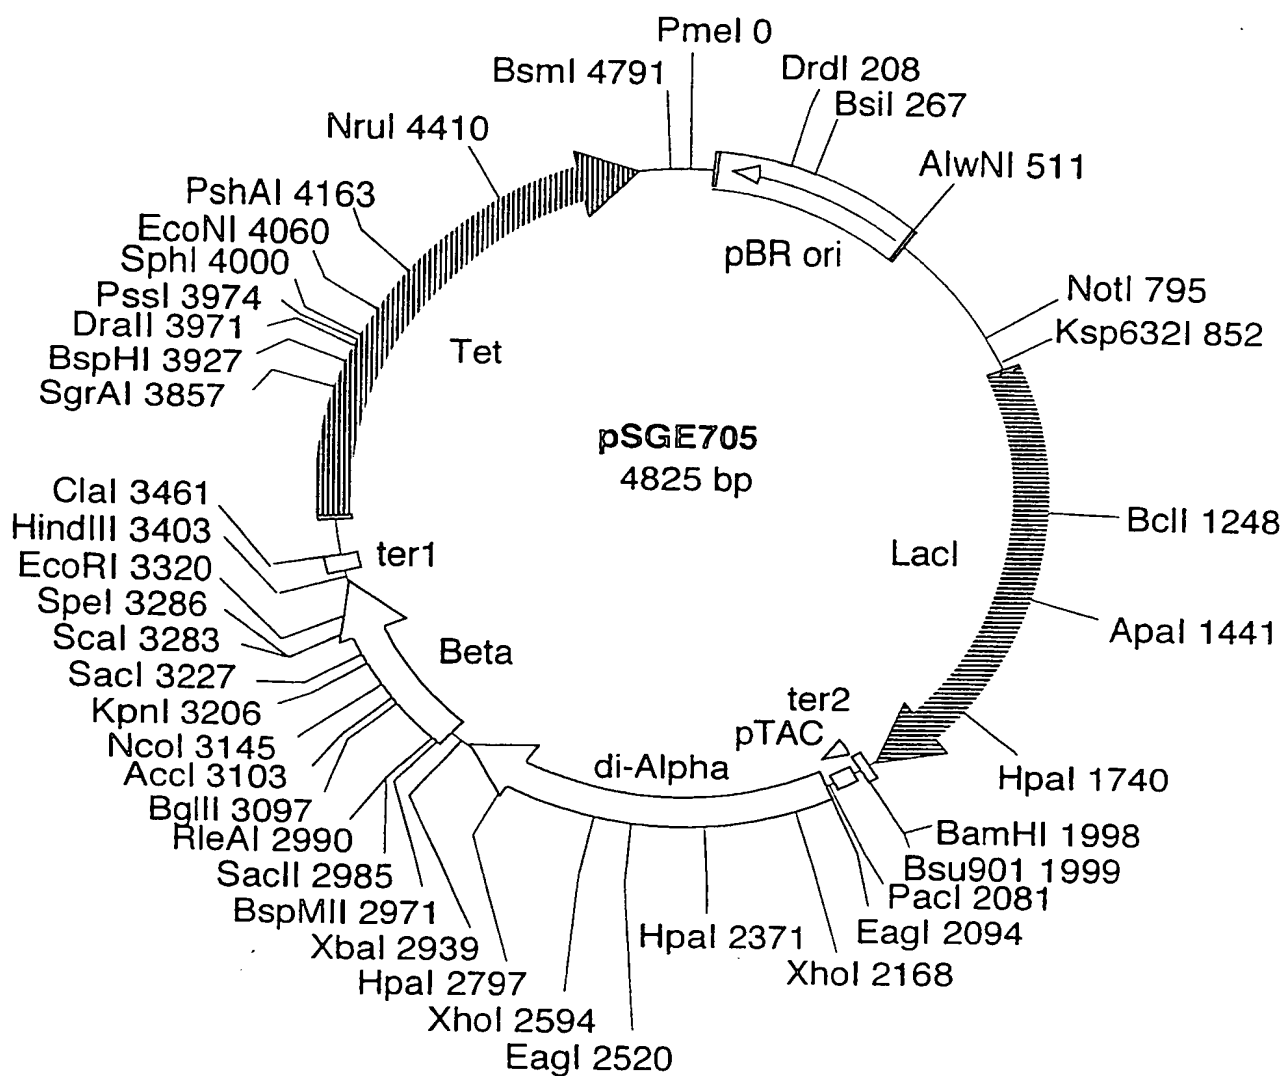 PmeI 0
BsmI 4791
DrdI 208
BsiI 267
NruI 4410
AlwNI 511
PshAI 4163
EcoNI 4060
SphI 4000
PssI 3974
DraII 3971
BspHI 3927
SgrAI 3857
pBR ori
NotI 795
Ksp632I 852
Tet
pSGE705
4825 bp
ClaI 3461
HindIII 3403
EcoRI 3320
SpeI 3286
ScaI 3283
SacI 3227
KpnI 3206
NcoI 3145
AccI 3103
BglII 3097
RleAI 2990
SacII 2985
BspMII 2971
XbaI 2939
HpaI 2797
XhoI 2594
EagI 2520
ter1
Beta
LacI
BclI 1248
ApaI 1441
ter2
pTAC
di-Alpha
HpaI 1740
BamHI 1998
Bsu901 1999
PacI 2081
EagI 2094
XhoI 2168
HpaI 2371